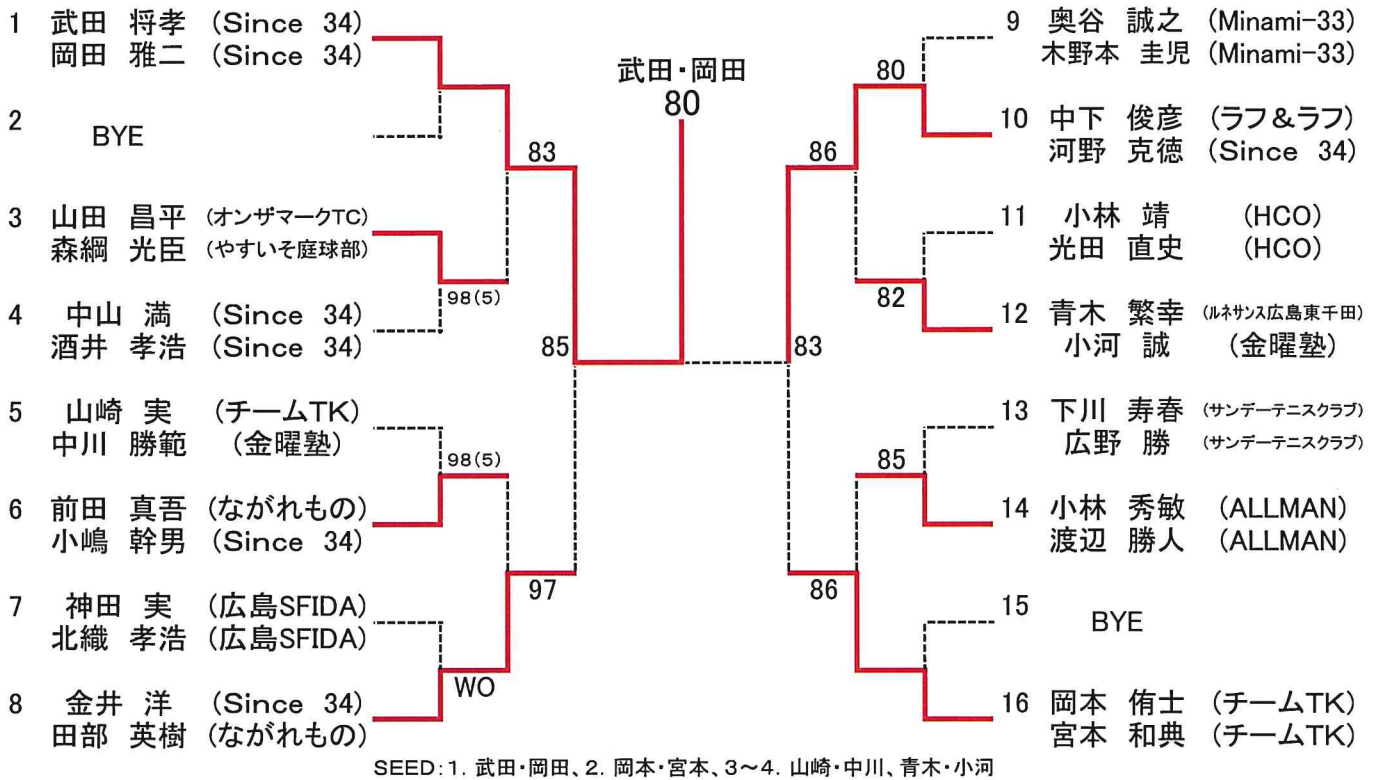 1 武田 将孝 (Since 34)
岡田 雅二 (Since 34)
2 BYE
3 山田 昌平 (オンザマークTC)
森綱 光臣 (やすいそ庭球部)
4 中山 満 (Since 34)
酒井 孝浩 (Since 34)
5 山崎 実 (チームTK)
中川 勝範 (金曜塾)
6 前田 真吾 (ながれもの)
小嶋 幹男 (Since 34)
7 神田 実 (広島SFIDA)
北織 孝浩 (広島SFIDA)
8 金井 洋 (Since 34)
田部 英樹 (ながれもの)
98(5)
98(5)
WO
83
97
85
武田・岡田
80
83
86
86
80
82
85
9 奥谷 誠之 (Minami-33)
木野本 圭児 (Minami-33)
10 中下 俊彦 (ラフ&ラフ)
河野 克徳 (Since 34)
11 小林 靖 (HCO)
光田 直史 (HCO)
12 青木 繁幸 (ルネサンス広島東千田)
小河 誠 (金曜塾)
13 下川 寿春 (サンデーテニスクラブ)
広野 勝 (サンデーテニスクラブ)
14 小林 秀敏 (ALLMAN)
渡辺 勝人 (ALLMAN)
15 BYE
16 岡本 侑士 (チームTK)
宮本 和典 (チームTK)
SEED:1. 武田・岡田、2. 岡本・宮本、3~4. 山崎・中川、青木・小河